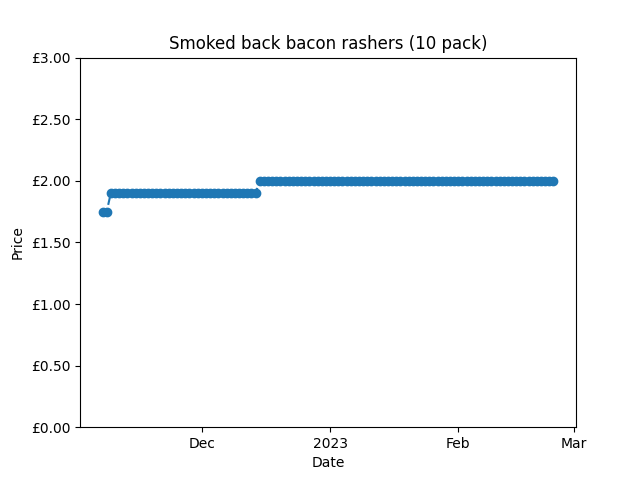 Smoked back bacon rashers (10 pack)
£3.00
£2.50
£2.00
£1.50
£1.00
£0.50
£0.00
Price
Dec 2023 Feb Mar
Date